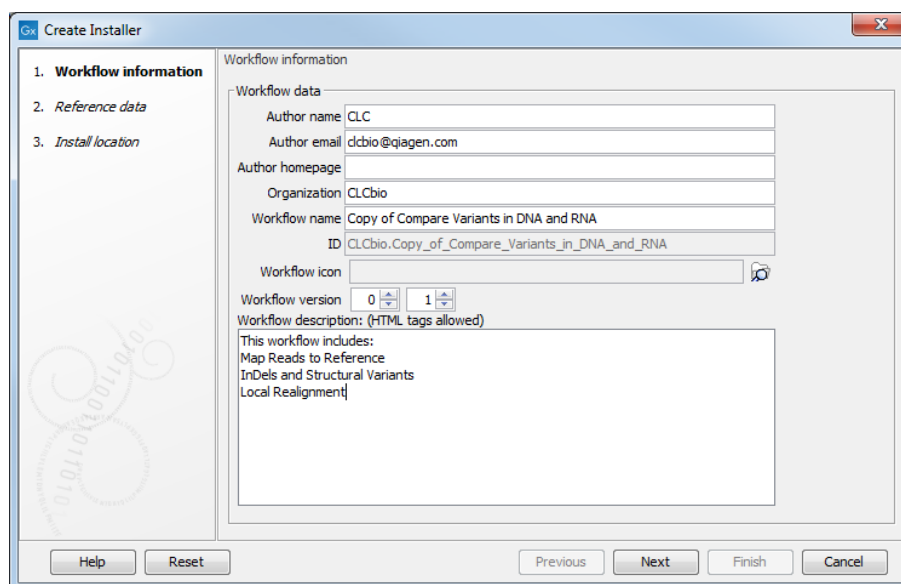 Gx Create Installer
1. Workflow information
2. Reference data
3. Install location
Workflow information
Workflow data
Author name CLC
Author email clcbio@qiagen.com
Author homepage
Organization CLCbio
Workflow name Copy of Compare Variants in DNA and RNA
ID CLCbio.Copy_of_Compare_Variants_in_DNA_and_RNA
Workflow icon
Workflow version 0 1
Workflow description: (HTML tags allowed)
This workflow includes:
Map Reads to Reference
InDels and Structural Variants
Local Realignment
Help Reset Previous Next Finish Cancel